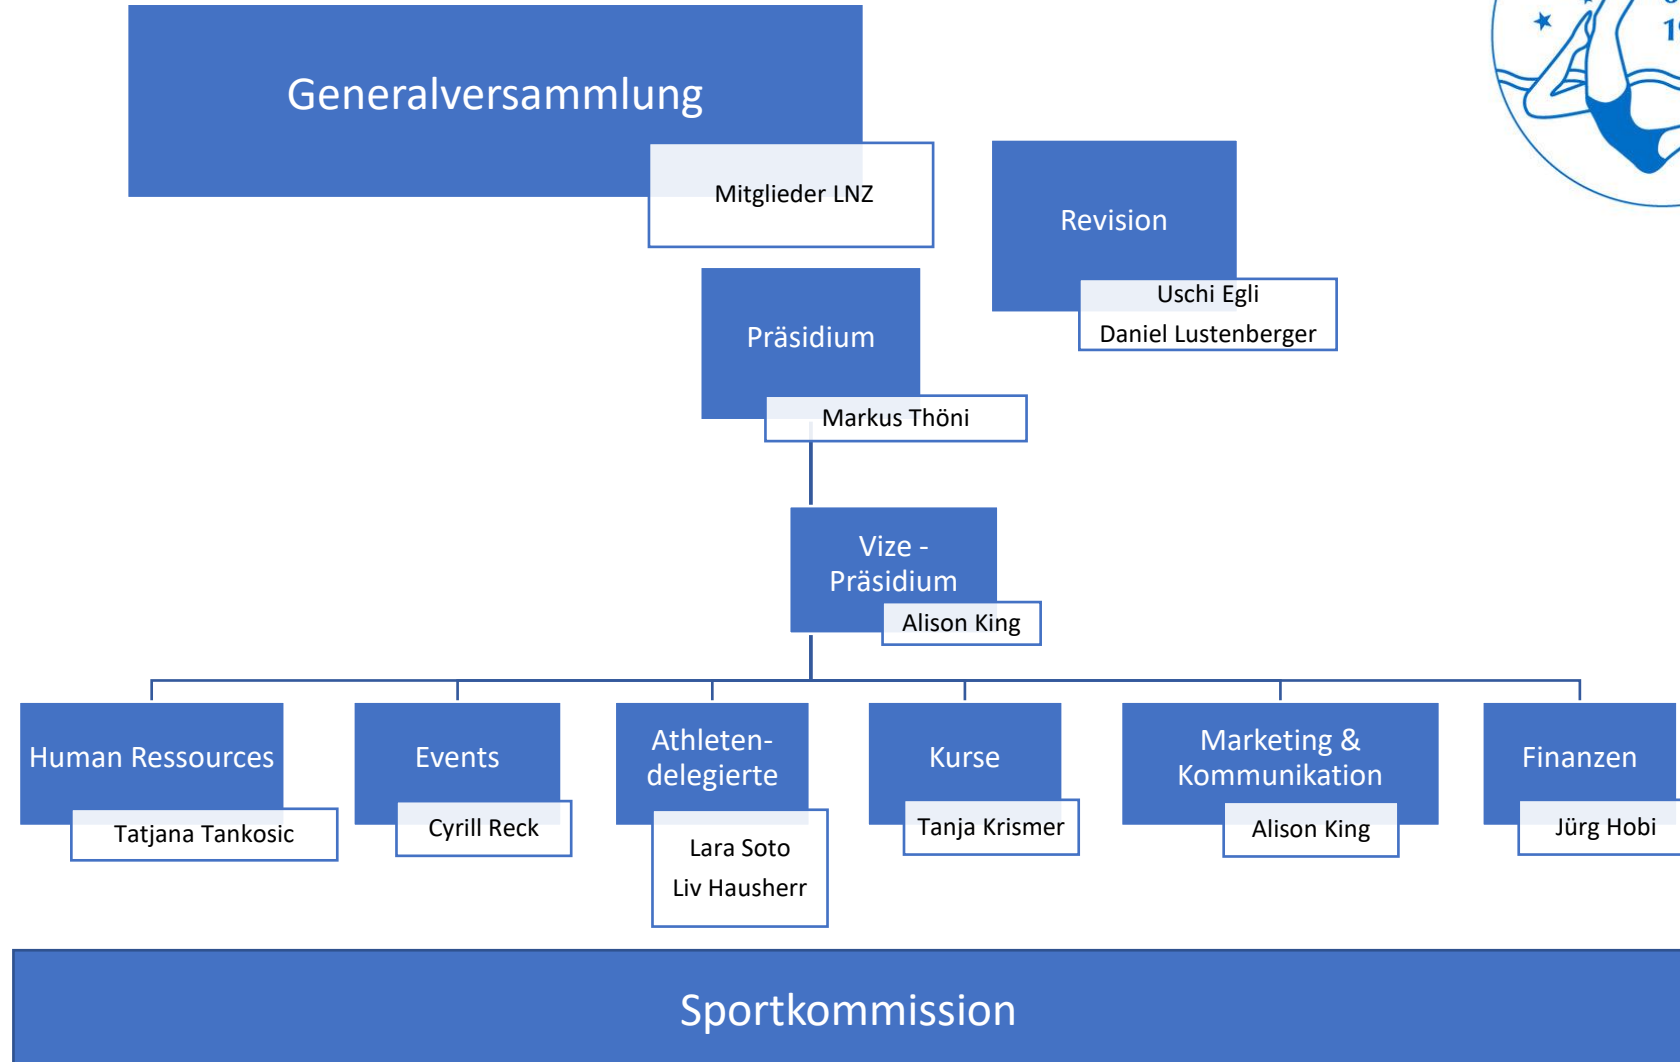 Generalversammlung
Mitglieder LNZ
Revision
Uschi Egli
Daniel Lustenberger
Präsidium
Markus Thöni
Vize -
Präsidium
Alison King
Human Ressources
Tatjana Tankosic
Events
Cyrill Reck
Athleten-
delegierte
Lara Soto
Liv Hausherr
Kurse
Tanja Krismer
Marketing &
Kommunikation
Alison King
Finanzen
Jürg Hobi
Sportkommission